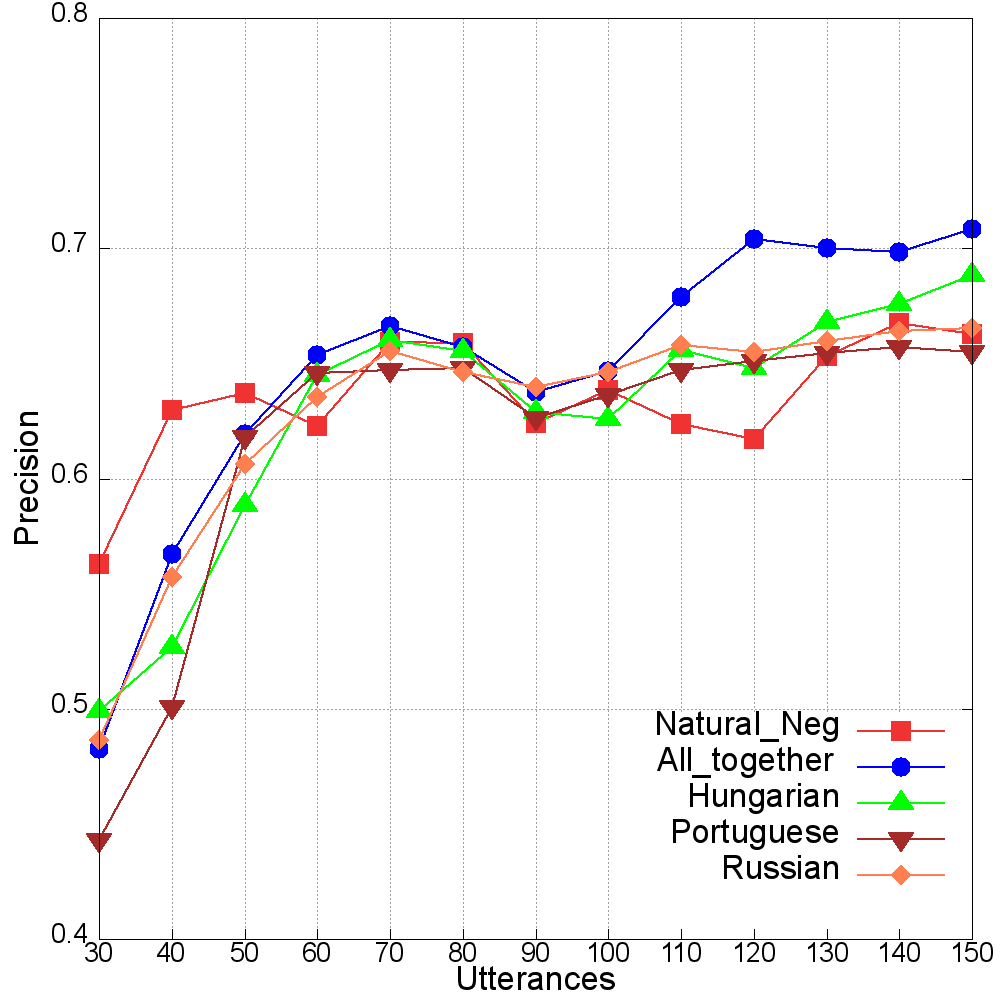 0.8
0.7
0.6
0.5
0.4
Precision
30 40 50 60 70 80 90 100 110 120 130 140 150
Utterances
Natural_Neg
All_together
Hungarian
Portuguese
Russian